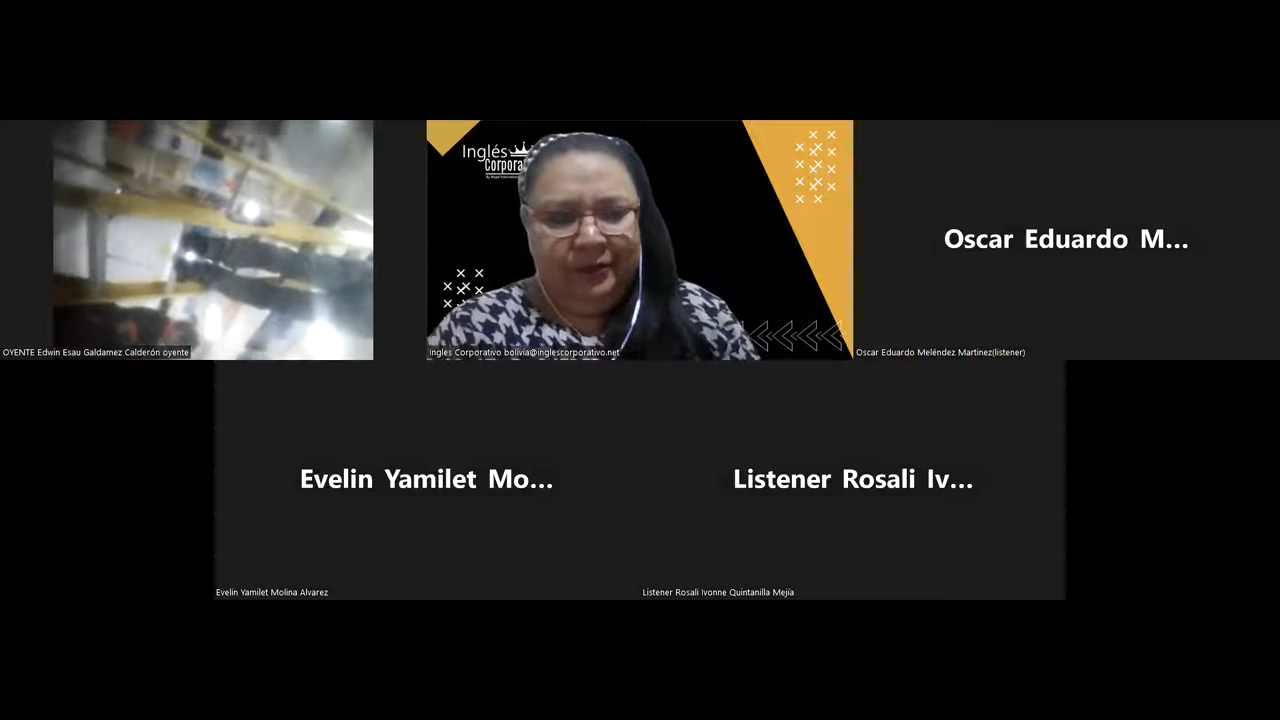 Inglés
Corpora
Oscar Eduardo M...
OYENTE Edwin Esau Galdamez Calderón oyente
Ingles Corporativo bolivia@inglescorporativo.net
Oscar Eduardo Meléndez Martinez(listener)
Evelin Yamilet Mo...
Listener Rosali Iv...
Evelin Yamilet Molina Alvarez
Listener Rosali Ivonne Quintanilla Mejía